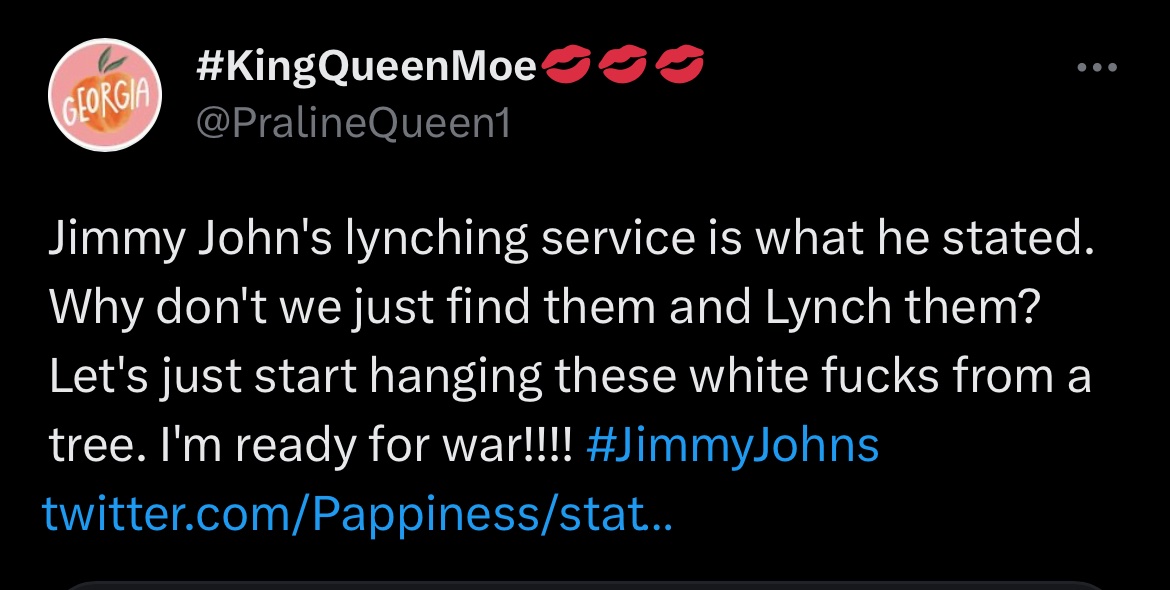 GEORGIA
#KingQueenMoe💋💋💋
@PralineQueen1
Jimmy John's lynching service is what he stated.
Why don't we just find them and Lynch them?
Let's just start hanging these white fucks from a
tree. I'm ready for war!!!! #JimmyJohns
twitter.com/Pappiness/stat...